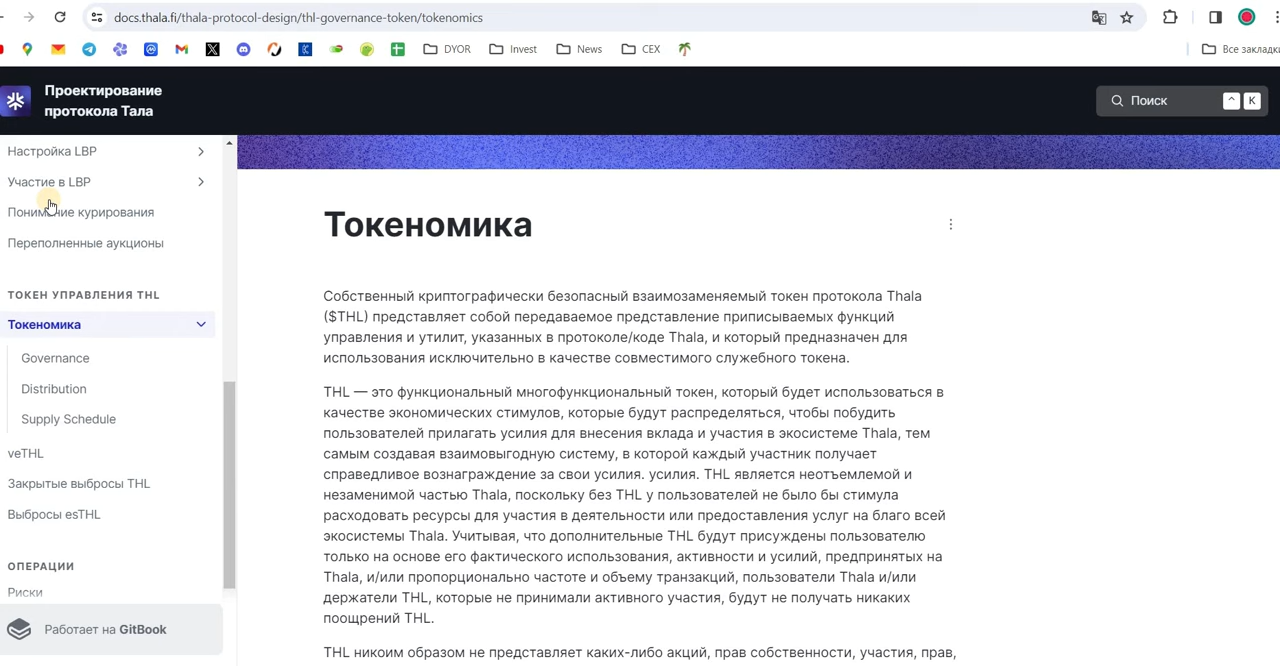 docs.thala.fi/thala-protocol-design/thl-governance-token/tokenomics
DYOR
Invest
News
CEX
Все закладки
Проектирование
протокола Тала
Поиск
^
K
Настройка LBP
Участие в LBP
Понимание курирования
Переполненные аукционы
ТОКЕН УПРАВЛЕНИЯ THL
Токеномика
Governance
Distribution
Supply Schedule
veTHL
Закрытые выбросы THL
Выбросы esTHL
ОПЕРАЦИИ
Риски
Работает на GitBook
Токеномика
Собственный криптографически безопасный взаимозаменяемый токен протокола Thala
($THL) представляет собой передаваемое представление приписываемых функций
управления и утилит, указанных в протоколе/коде Thala, и который предназначен для
использования исключительно в качестве совместимого служебного токена.
THL — это функциональный многофункциональный токен, который будет использоваться в
качестве экономических стимулов, которые будут распределяться, чтобы побудить
пользователей прилагать усилия для внесения вклада и участия в экосистеме Thala, тем
самым создавая взаимовыгодную систему, в которой каждый участник получает
справедливое вознаграждение за свои усилия. усилия. THL является неотъемлемой и
незаменимой частью Thala, поскольку без THL у пользователей не было бы стимула
расходовать ресурсы для участия в деятельности или предоставления услуг на благо всей
экосистемы Thala. Учитывая, что дополнительные THL будут присуждены пользователю
только на основе его фактического использования, активности и усилий, предпринятых на
Thala, и/или пропорционально частоте и объему транзакций, пользователи Thala и/или
держатели THL, которые не принимали активного участия, будут не получать никаких
поощрений THL.
THL никоим образом не представляет каких-либо акций, прав собственности, участия, прав,